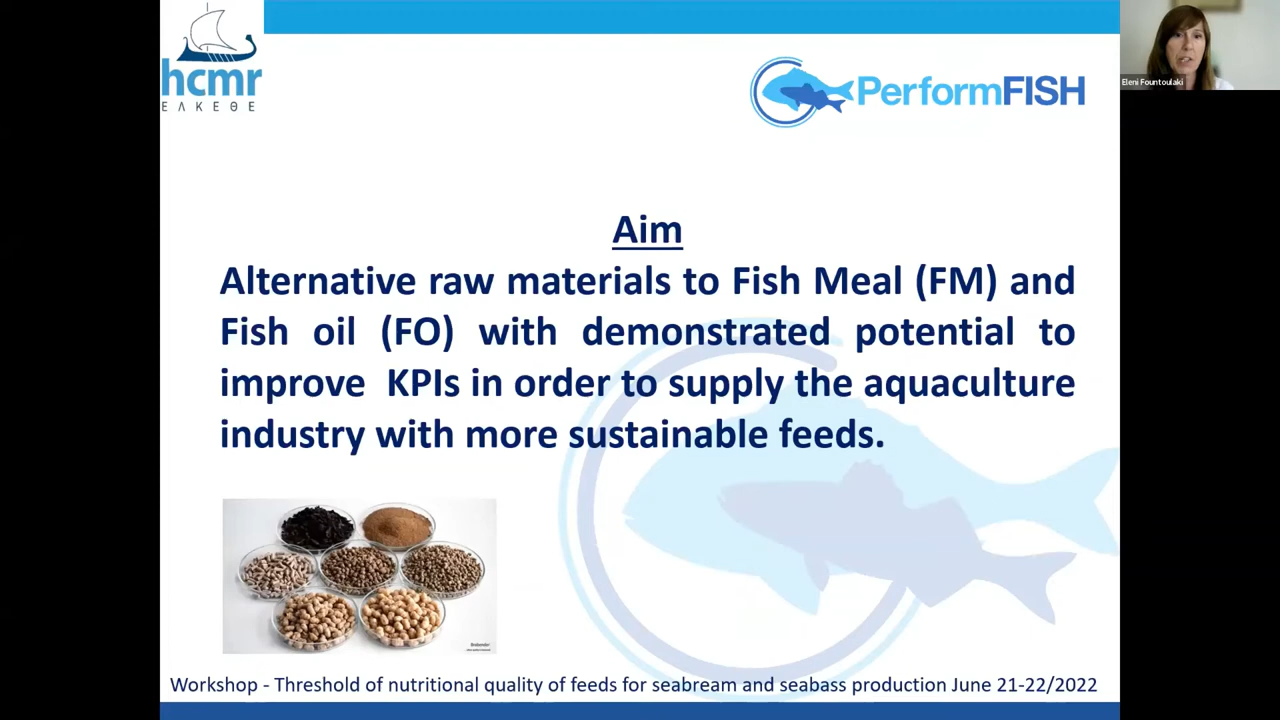 hcmr
ΕΛΚΕΘΕ
PerformFISH
Eleni Fountoulaki
Aim
Alternative raw materials to Fish Meal (FM) and
Fish oil (FO) with demonstrated potential to
improve KPIs in order to supply the aquaculture
industry with more sustainable feeds.
Workshop - Threshold of nutritional quality of feeds for seabream and seabass production June 21-22/2022